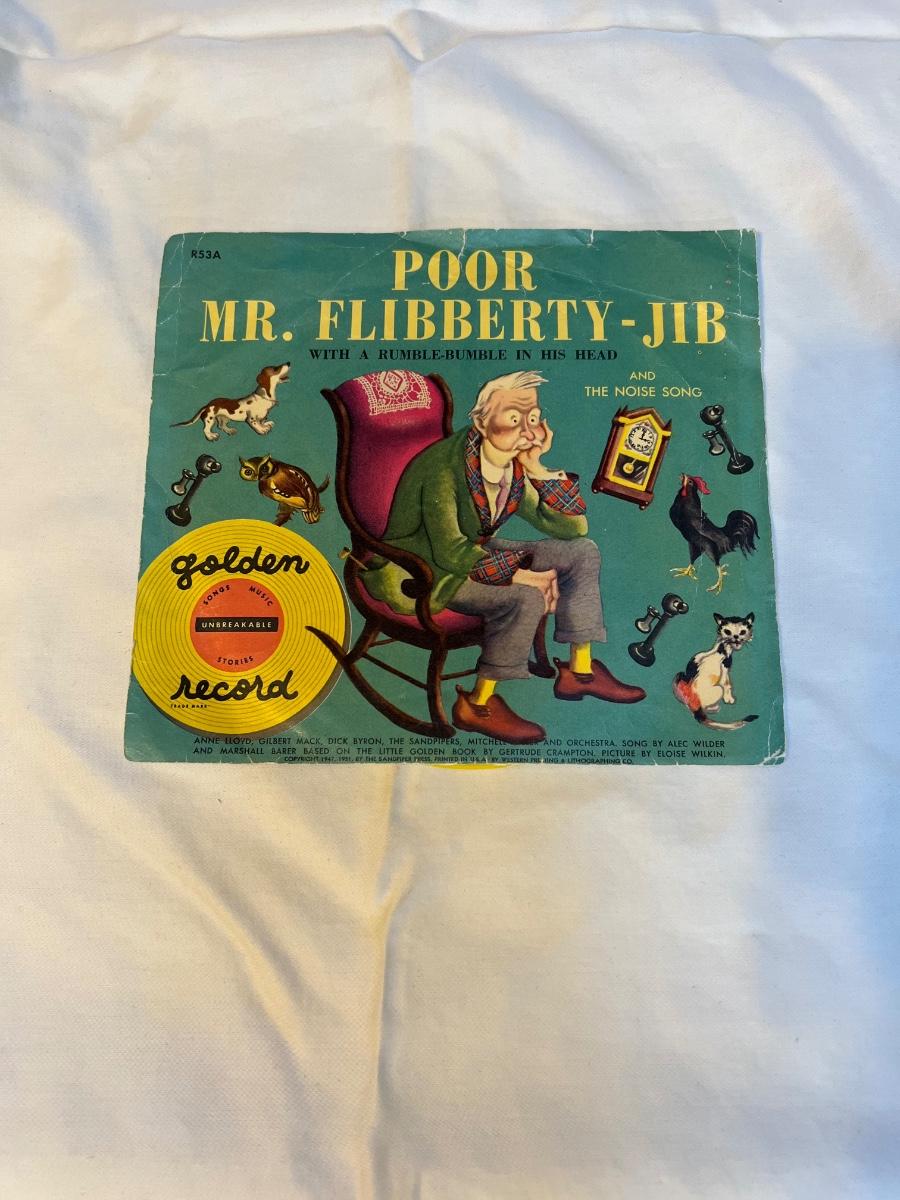 R53A
POOR
MR. FLIBBERTY-JIB
WITH A RUMBLE-BUMBLE IN HIS HEAD
AND
THE NOISE SONG
golden
SONGS MUSIC
UNBREAKABLE
STORIES
record
TRADE MARK
ANNE LLOYD, GILBERT MACK, DICK BYRON, THE SANDPIPERS, MITCHELL AND ORCHESTRA. SONG BY ALEC WILDER
AND MARSHALL BARER BASED ON THE LITTLE GOLDEN BOOK BY GERTRUDE CRAMPTON. PICTURE BY ELOISE WILKIN.
COPYRIGHT 1947, 1951, BY THE SANDPIPER PRESS. PRINTED IN U.S.A. BY WESTERN PRINTING & LITHOGRAPHING CO.